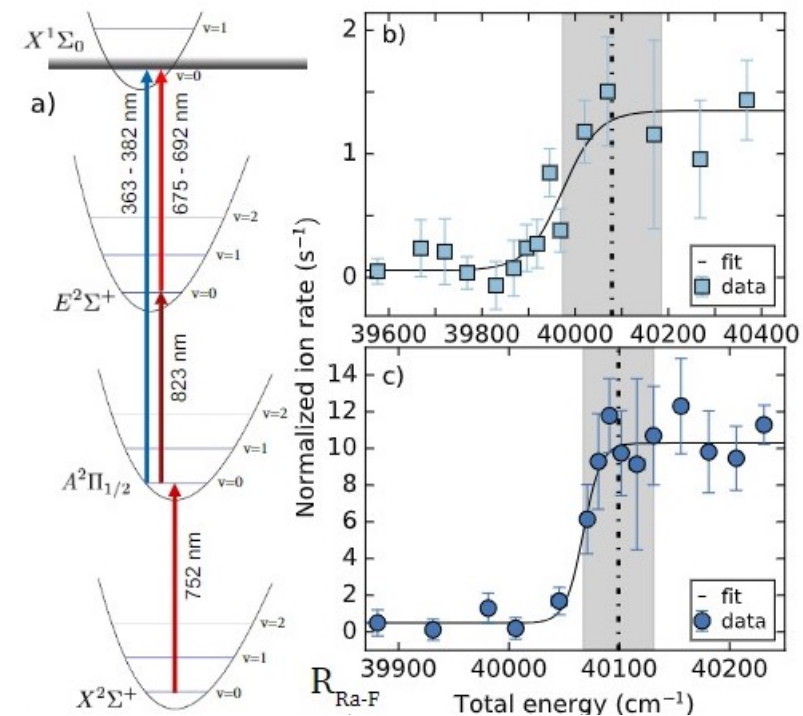 X¹Σ₀
v=1
v=0
a)
363 - 382 nm
675 - 692 nm
v=2
v=1
v=0
E²Σ⁺
823 nm
v=2
v=1
v=0
A²Π₁/₂
752 nm
v=2
v=1
v=0
X²Σ⁺
R_Ra-F
Normalized ion rate (s⁻¹)
b)
2
1
0
fit
data
39600 39800 40000 40200 40400
c)
14
12
10
8
6
4
2
0
fit
data
39900 40000 40100 40200
Total energy (cm⁻¹)